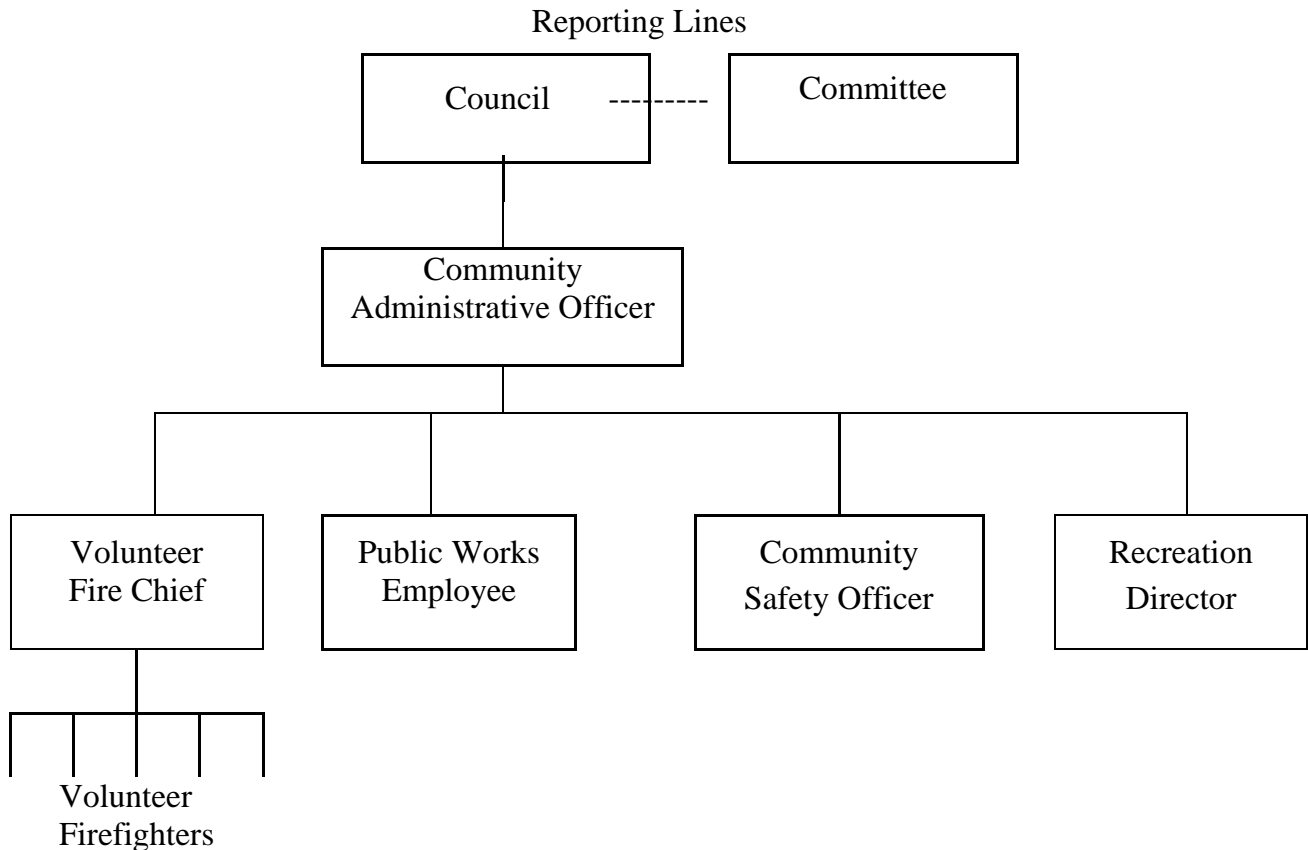 Reporting Lines
Council --------- Committee
Community
Administrative Officer
Volunteer
Fire Chief
Public Works
Employee
Community
Safety Officer
Recreation
Director
Volunteer
Firefighters